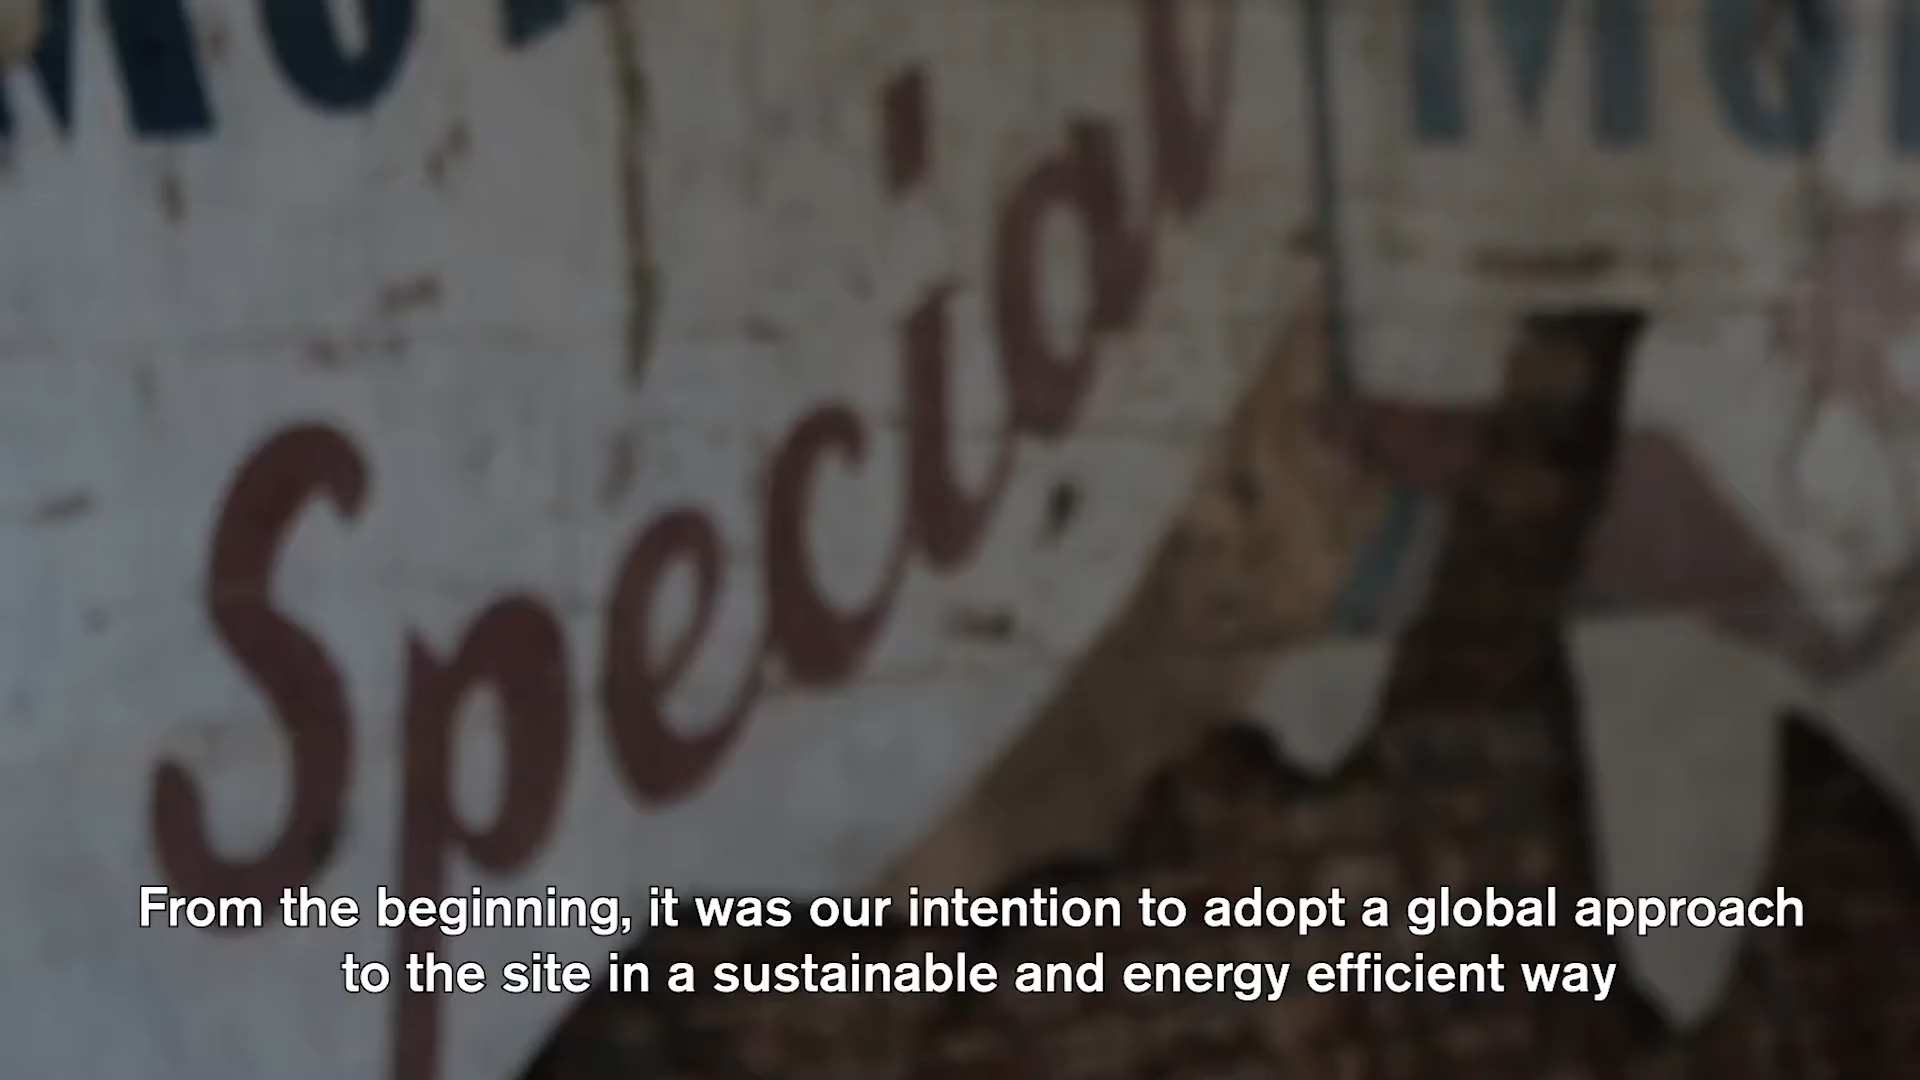 Special
From the beginning, it was our intention to adopt a global approach
to the site in a sustainable and energy efficient way